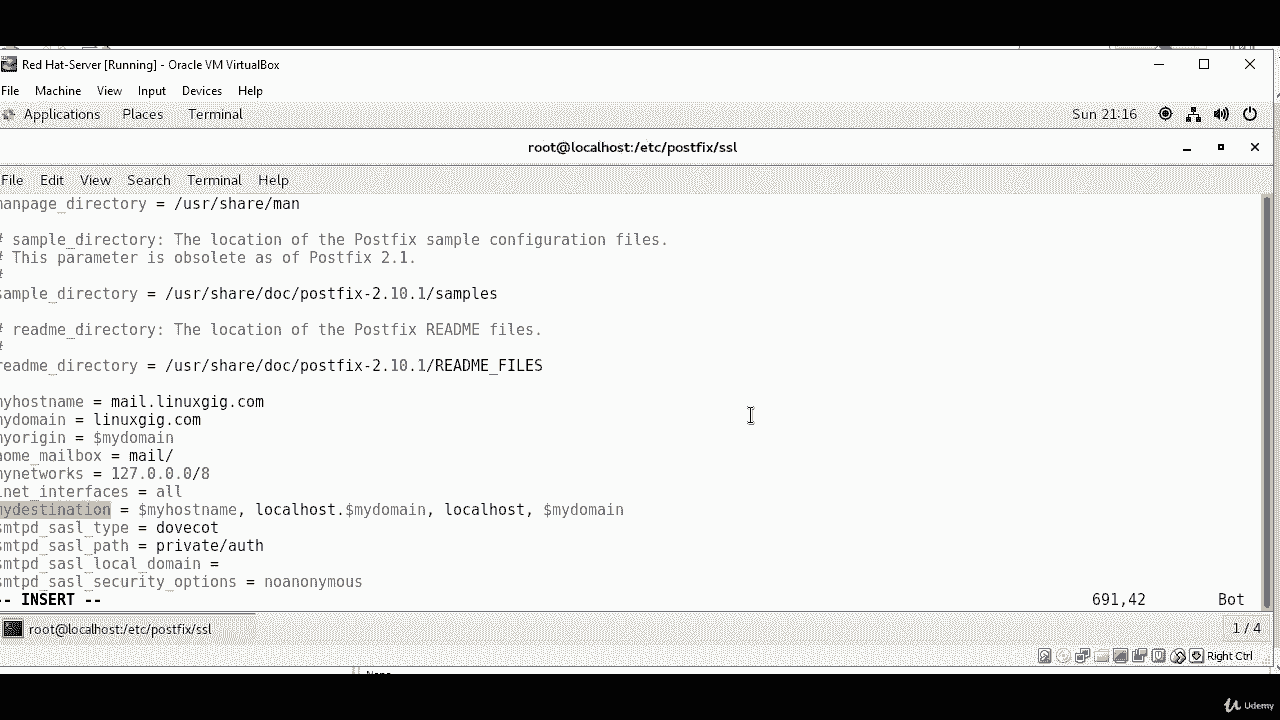 Red Hat-Server [Running] - Oracle VM VirtualBox
File Machine View Input Devices Help
Applications Places Terminal Sun 21:16
root@localhost:/etc/postfix/ssl
File Edit View Search Terminal Help
manpage_directory = /usr/share/man
# sample_directory: The location of the Postfix sample configuration files.
# This parameter is obsolete as of Postfix 2.1.
#
sample_directory = /usr/share/doc/postfix-2.10.1/samples
# readme_directory: The location of the Postfix README files.
#
readme_directory = /usr/share/doc/postfix-2.10.1/README_FILES
myhostname = mail.linuxgig.com
mydomain = linuxgig.com
myorigin = $mydomain
home_mailbox = mail/
mynetworks = 127.0.0.0/8
inet_interfaces = all
mydestination = $myhostname, localhost.$mydomain, localhost, $mydomain
smtpd_sasl_type = dovecot
smtpd_sasl_path = private/auth
smtpd_sasl_local_domain =
smtpd_sasl_security_options = noanonymous
-- INSERT -- 691,42 Bot
root@localhost:/etc/postfix/ssl 1 / 4
Right Ctrl
Udemy